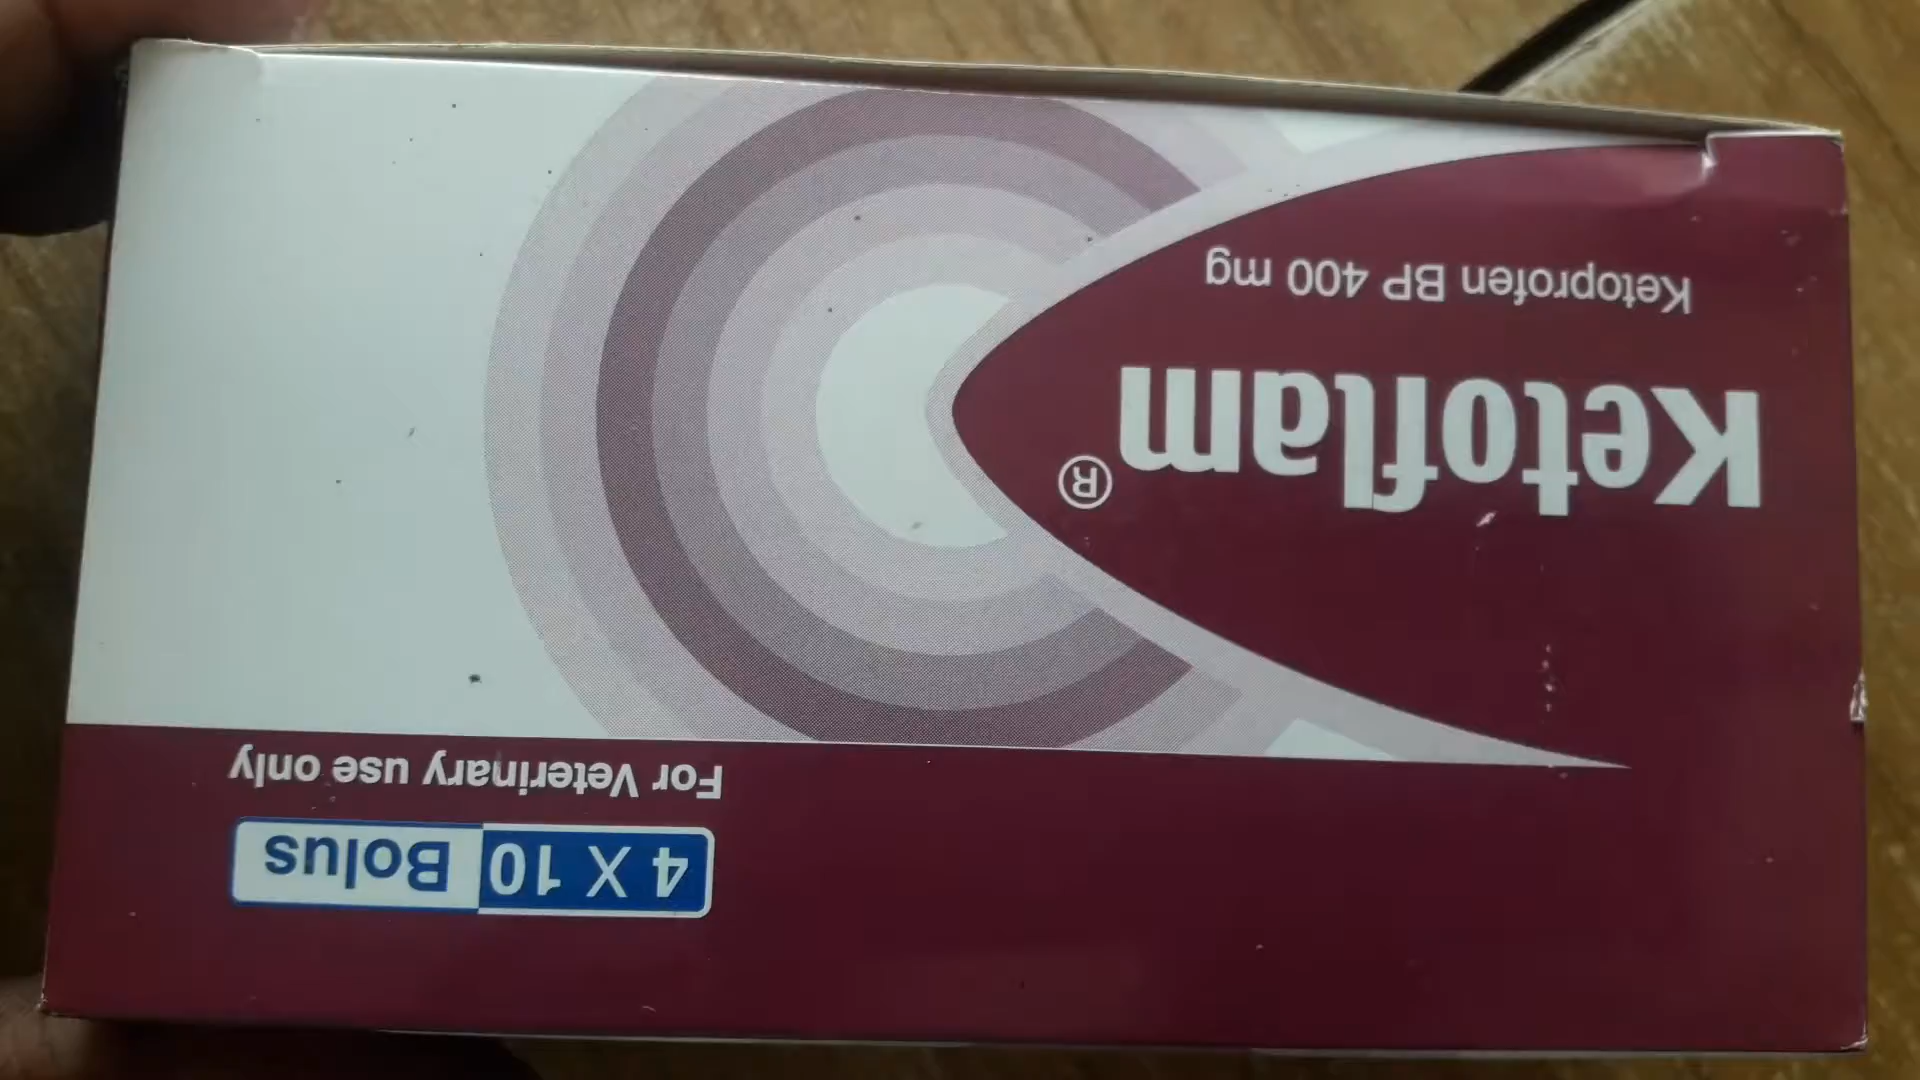 Ketoflam®
Ketoprofen BP 400 mg
4 X 10 Bolus
For Veterinary use only